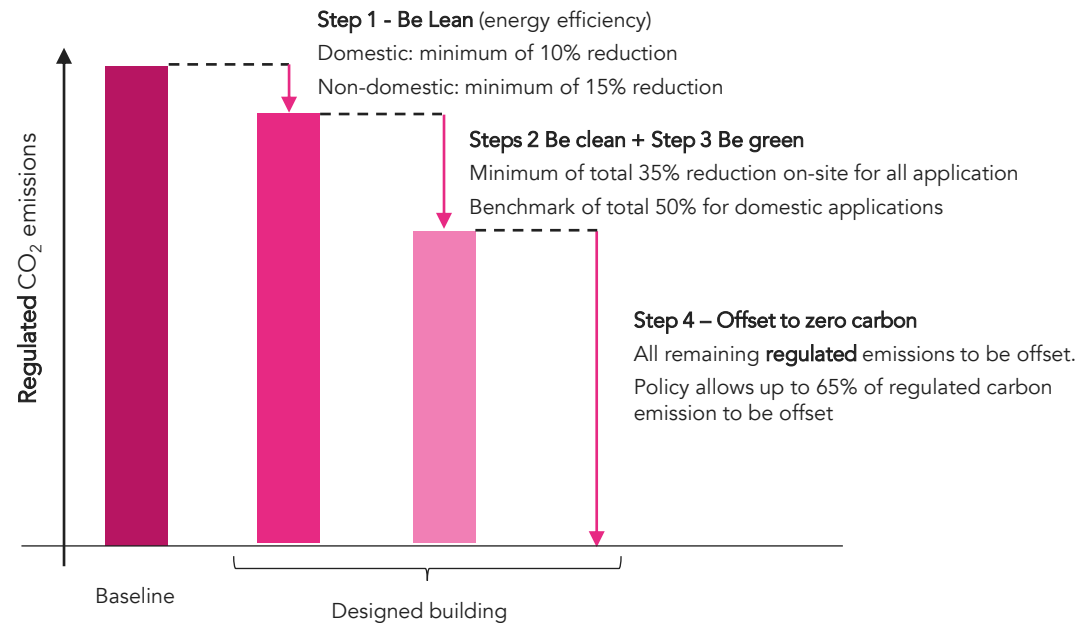 Step 1 - Be Lean (energy efficiency)
Domestic: minimum of 10% reduction
Non-domestic: minimum of 15% reduction
Steps 2 Be clean + Step 3 Be green
Minimum of total 35% reduction on-site for all application
Benchmark of total 50% for domestic applications
Step 4 – Offset to zero carbon
All remaining regulated emissions to be offset.
Policy allows up to 65% of regulated carbon
emission to be offset
Regulated CO₂ emissions
Baseline
Designed building